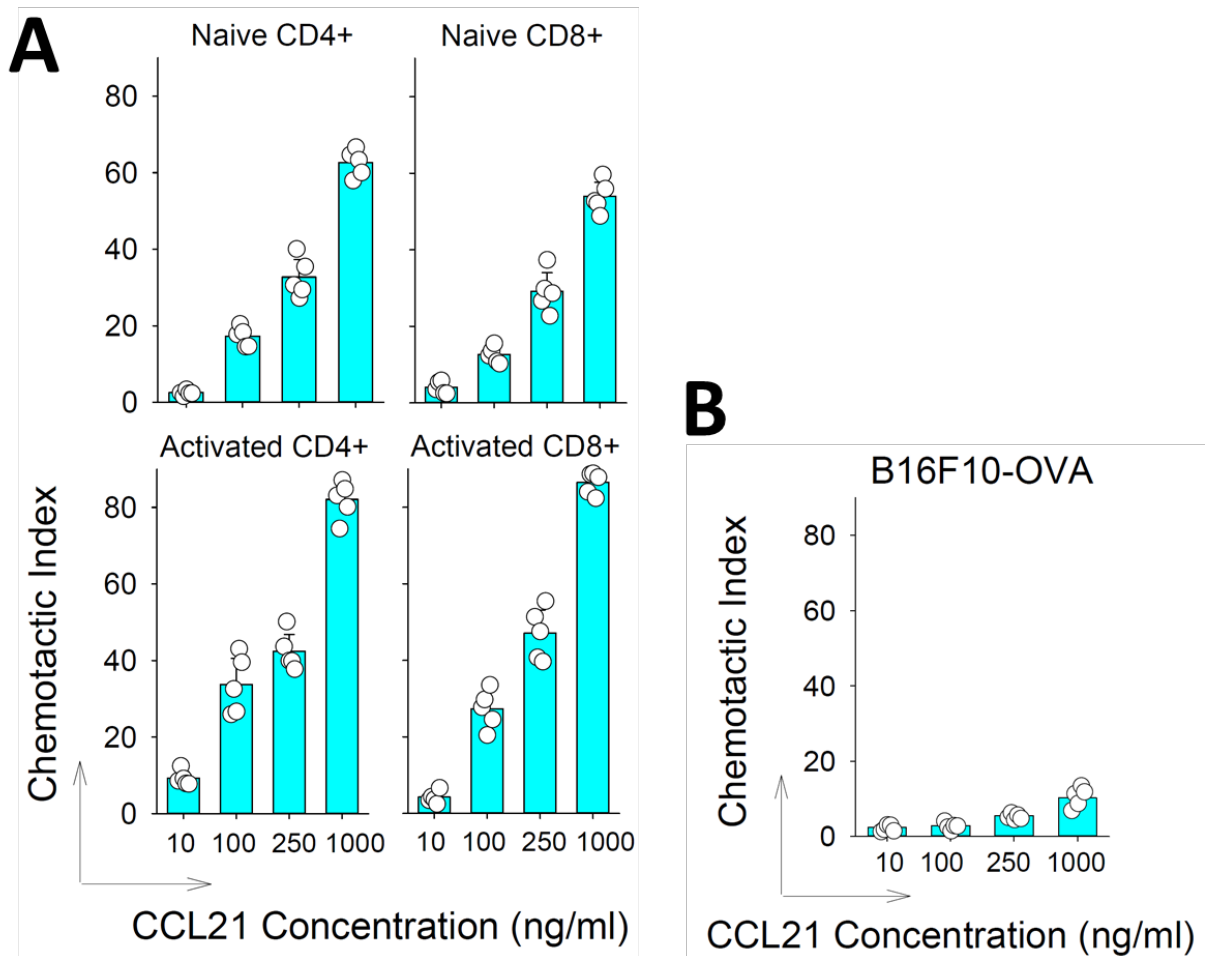 A
Naive CD4+
Naive CD8+
80
60
40
20
0
Activated CD4+
Activated CD8+
80
60
40
20
0
10 100 250 1000
10 100 250 1000
Chemotactic Index
CCL21 Concentration (ng/ml)
B
B16F10-OVA
80
60
40
20
0
10 100 250 1000
Chemotactic Index
CCL21 Concentration (ng/ml)